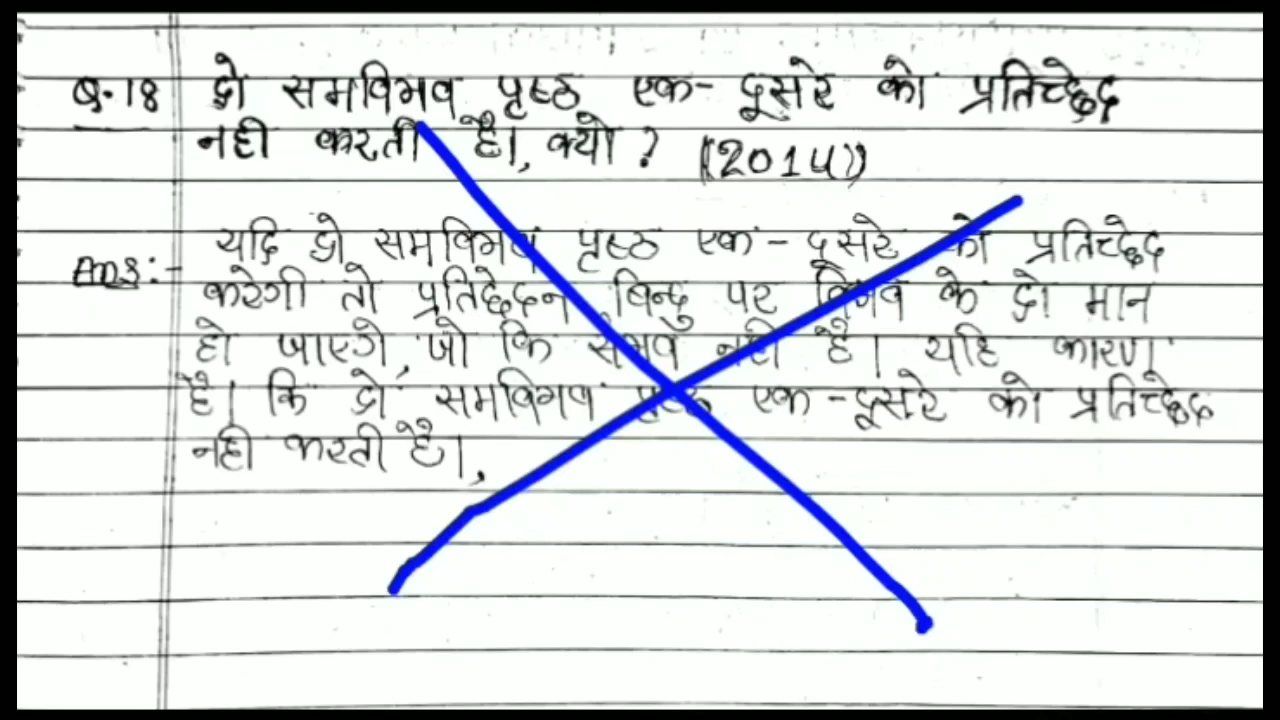 Q.18 दो समविभव पृष्ठ एक-दूसरे को प्रतिच्छेद
नही करती है।, क्यो ? (2014)
यदि दो समविभव पृष्ठ एक-दूसरे को प्रतिच्छेद
Ans:- करेगी तो प्रतिछेदन बिन्दु पर विभव के दो मान
हो जाएगे, जो कि संभव नही है। यहि कारण
है। कि दो समविभव पृष्ठ एक-दूसरे को प्रतिच्छेद
नही करती है।,